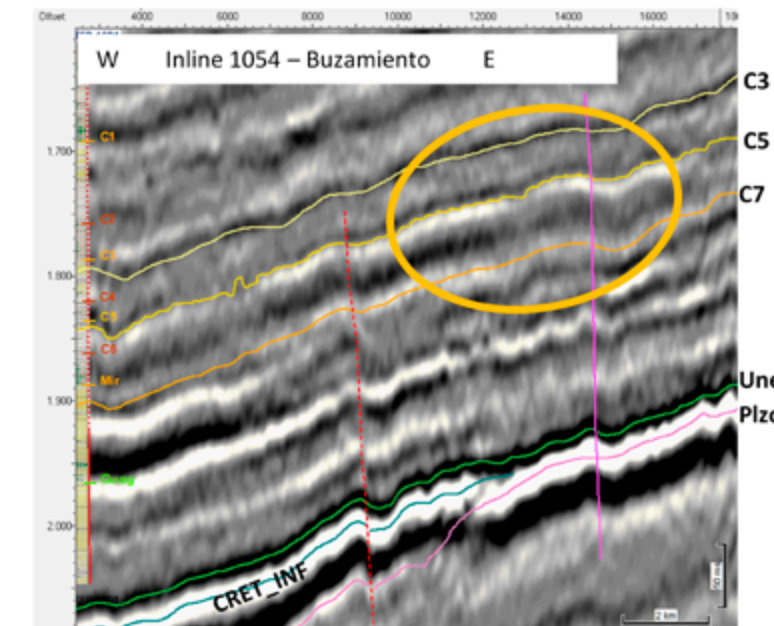 Offset 4000 6000 8000 10000 12000 14000 16000
W Inline 1054 – Buzamiento E
C3
C1
C5
1.700
C7
C2
C3
1.800
C4
C5
C6
Mir
1.900
Une
Plzo
2.000
CRET_INF
2 km